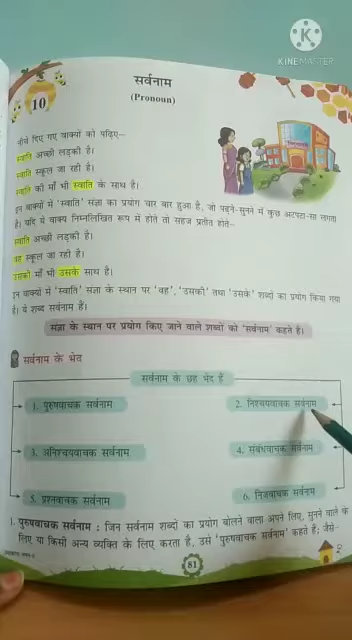 KINEMASTER
सर्वनाम
(Pronoun)
10
नीचे दिए गए वाक्यों को पढ़िए–
स्वाति अच्छी लड़की है।
स्वाति स्कूल जा रही है।
स्वाति की माँ भी स्वाति के साथ है।
इन वाक्यों में 'स्वाति' संज्ञा का प्रयोग बार बार हुआ है, जो पढ़ने-सुनने में कुछ अटपटा-सा लगता
है। यदि ये वाक्य निम्नलिखित रूप में होते तो सहज प्रतीत होते–
स्वाति अच्छी लड़की है।
वह स्कूल जा रही है।
उसकी माँ भी उसके साथ है।
इन वाक्यों में 'स्वाति' संज्ञा के स्थान पर 'वह', 'उसकी' तथा 'उसके' शब्दों का प्रयोग किया गया
है। ये शब्द सर्वनाम हैं।
संज्ञा के स्थान पर प्रयोग किए जाने वाले शब्दों को 'सर्वनाम' कहते हैं।
सर्वनाम के भेद
सर्वनाम के छह भेद हैं
1. पुरुषवाचक सर्वनाम
2. निश्चयवाचक सर्वनाम
3. अनिश्चयवाचक सर्वनाम
4. संबंधवाचक सर्वनाम
5. प्रश्नवाचक सर्वनाम
6. निजवाचक सर्वनाम
1. पुरुषवाचक सर्वनाम : जिन सर्वनाम शब्दों का प्रयोग बोलने वाला अपने लिए, सुनने वाले के
लिए या किसी अन्य व्यक्ति के लिए करता है, उसे 'पुरुषवाचक सर्वनाम' कहते हैं; जैसे–
81